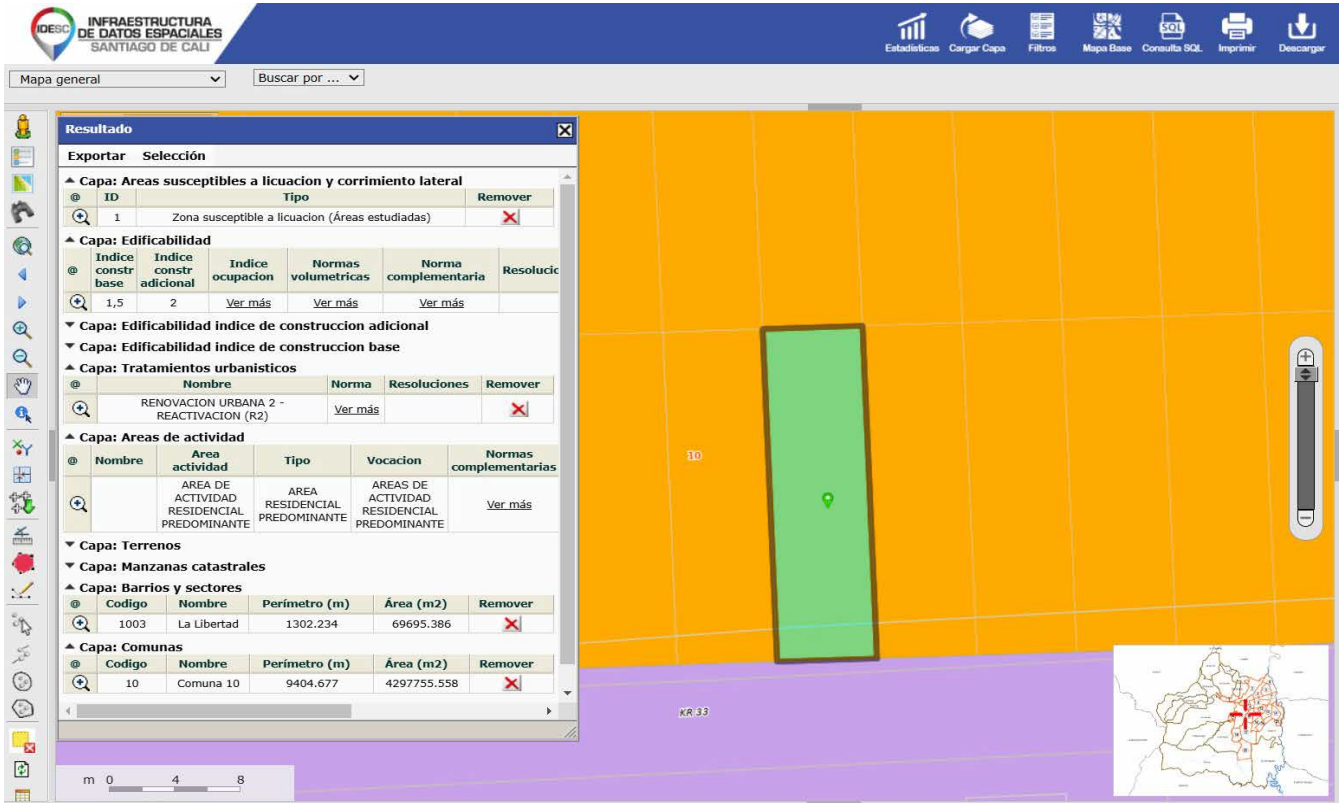 IDESC
INFRAESTRUCTURA
DE DATOS ESPACIALES
SANTIAGO DE CALI
Estadísticas Cargar Capa Filtros Mapa Base Consulta SQL Imprimir Descargar
Mapa general Buscar por ...
Resultado
Exportar Selección
Capa: Areas susceptibles a licuacion y corrimiento lateral
@ ID Tipo Remover
1 Zona susceptible a licuacion (Áreas estudiadas)
Capa: Edificabilidad
@ Indice constr base Indice constr adicional Indice ocupacion Normas volumetricas Norma complementaria Resolucic
1,5 2 Ver más Ver más Ver más
Capa: Edificabilidad indice de construccion adicional
Capa: Edificabilidad indice de construccion base
Capa: Tratamientos urbanisticos
@ Nombre Norma Resoluciones Remover
RENOVACION URBANA 2 -
REACTIVACION (R2) Ver más
Capa: Areas de actividad
@ Nombre Area actividad Tipo Vocacion Normas complementarias
AREA DE ACTIVIDAD RESIDENCIAL PREDOMINANTE AREA RESIDENCIAL PREDOMINANTE AREAS DE ACTIVIDAD RESIDENCIAL PREDOMINANTE Ver más
Capa: Terrenos
Capa: Manzanas catastrales
Capa: Barrios y sectores
@ Codigo Nombre Perímetro (m) Área (m2) Remover
1003 La Libertad 1302.234 69695.386
Capa: Comunas
@ Codigo Nombre Perímetro (m) Área (m2) Remover
10 Comuna 10 9404.677 4297755.558
10
KR 33
m 0 4 8